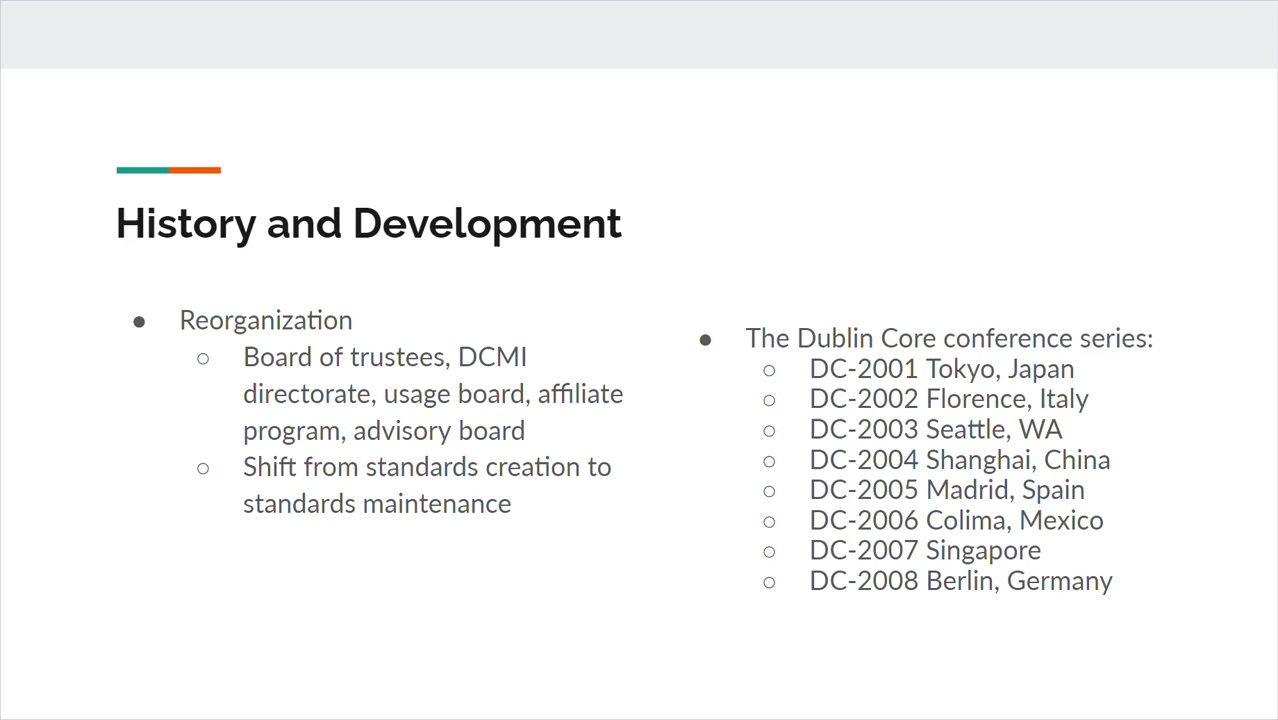 History and Development
● Reorganization
○ Board of trustees, DCMI
directorate, usage board, affiliate
program, advisory board
○ Shift from standards creation to
standards maintenance
● The Dublin Core conference series:
○ DC-2001 Tokyo, Japan
○ DC-2002 Florence, Italy
○ DC-2003 Seattle, WA
○ DC-2004 Shanghai, China
○ DC-2005 Madrid, Spain
○ DC-2006 Colima, Mexico
○ DC-2007 Singapore
○ DC-2008 Berlin, Germany